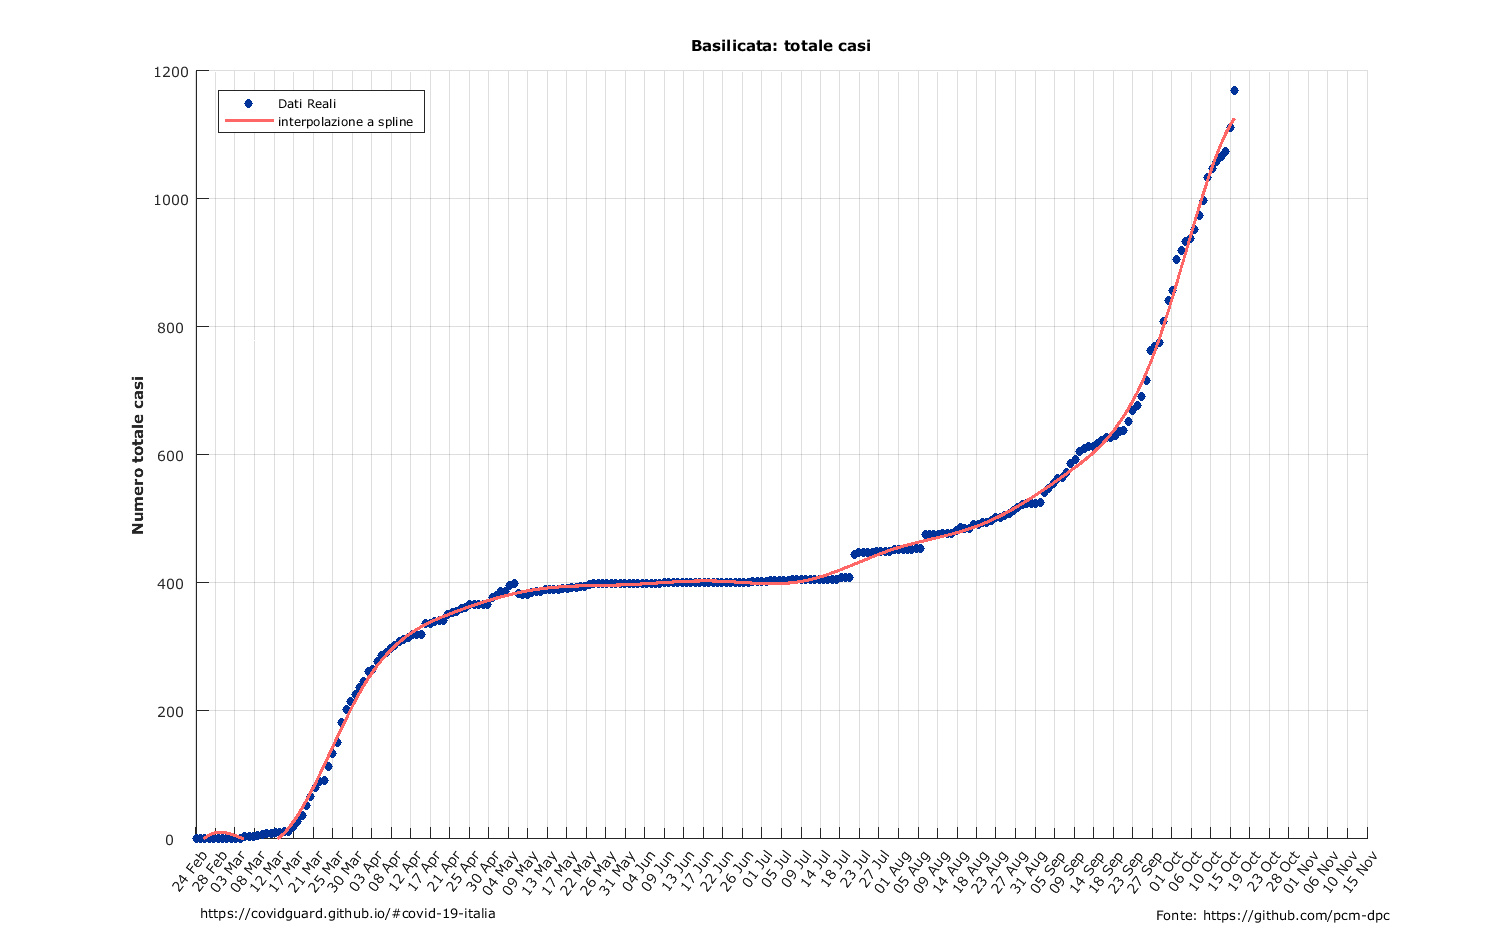 Basilicata: totale casi
Dati Reali
interpolazione a spline
Numero totale casi
1200
1000
800
600
400
200
0
24 Feb
28 Feb
03 Mar
08 Mar
12 Mar
17 Mar
21 Mar
25 Mar
30 Mar
03 Apr
08 Apr
12 Apr
17 Apr
21 Apr
25 Apr
30 Apr
04 May
09 May
13 May
17 May
22 May
26 May
31 May
04 Jun
09 Jun
13 Jun
17 Jun
22 Jun
26 Jun
01 Jul
05 Jul
09 Jul
14 Jul
18 Jul
23 Jul
27 Jul
01 Aug
05 Aug
09 Aug
14 Aug
18 Aug
23 Aug
27 Aug
31 Aug
05 Sep
09 Sep
14 Sep
18 Sep
23 Sep
27 Sep
01 Oct
06 Oct
10 Oct
15 Oct
19 Oct
23 Oct
28 Oct
01 Nov
06 Nov
10 Nov
15 Nov
https://covidguard.github.io/#covid-19-italia
Fonte: https://github.com/pcm-dpc